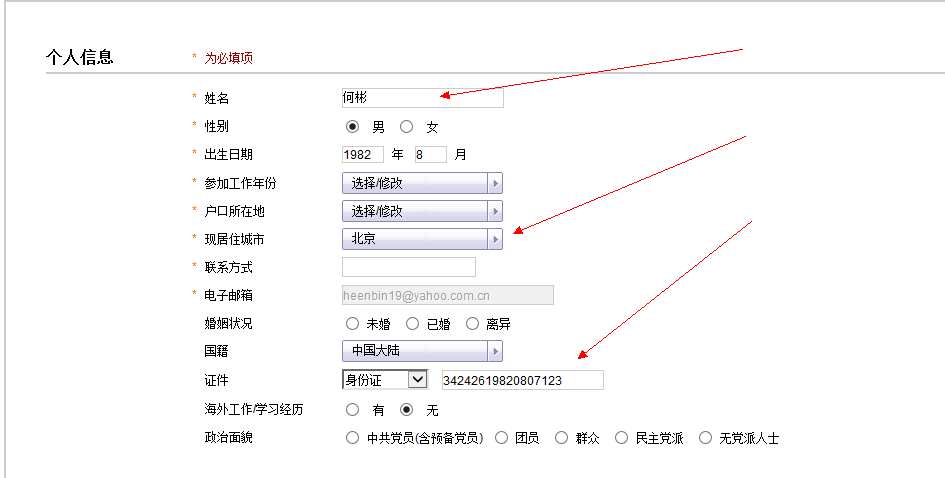 个人信息 * 为必填项
* 姓名 何彬
* 性别 男 女
* 出生日期 1982 年 8 月
* 参加工作年份 选择/修改
* 户口所在地 选择/修改
* 现居住城市 北京
* 联系方式
* 电子邮箱 heenbin19@yahoo.com.cn
婚姻状况 未婚 已婚 离异
国籍 中国大陆
证件 身份证 34242619820807123
海外工作/学习经历 有 无
政治面貌 中共党员(含预备党员) 团员 群众 民主党派 无党派人士